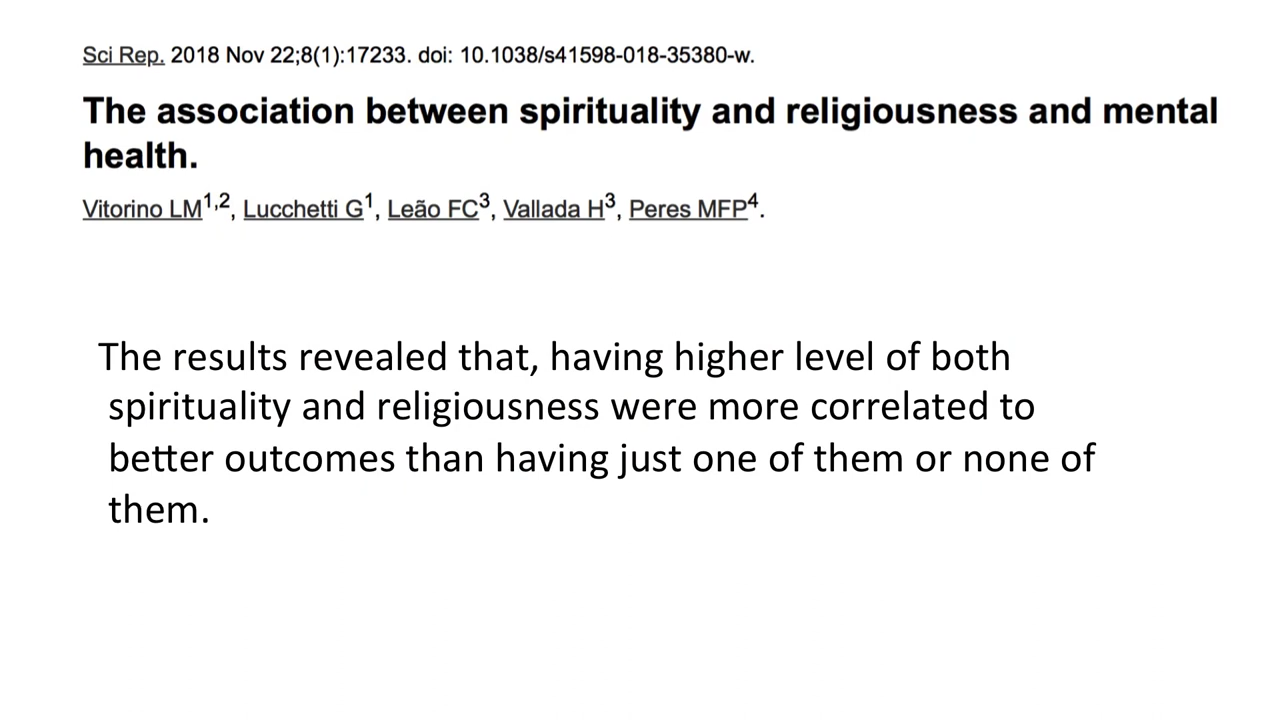 Sci Rep. 2018 Nov 22;8(1):17233. doi: 10.1038/s41598-018-35380-w.
The association between spirituality and religiousness and mental
health.
Vitorino LM1,2, Lucchetti G1, Leão FC3, Vallada H3, Peres MFP4.
The results revealed that, having higher level of both
spirituality and religiousness were more correlated to
better outcomes than having just one of them or none of
them.